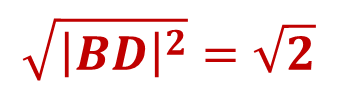 √|BD|² = √2